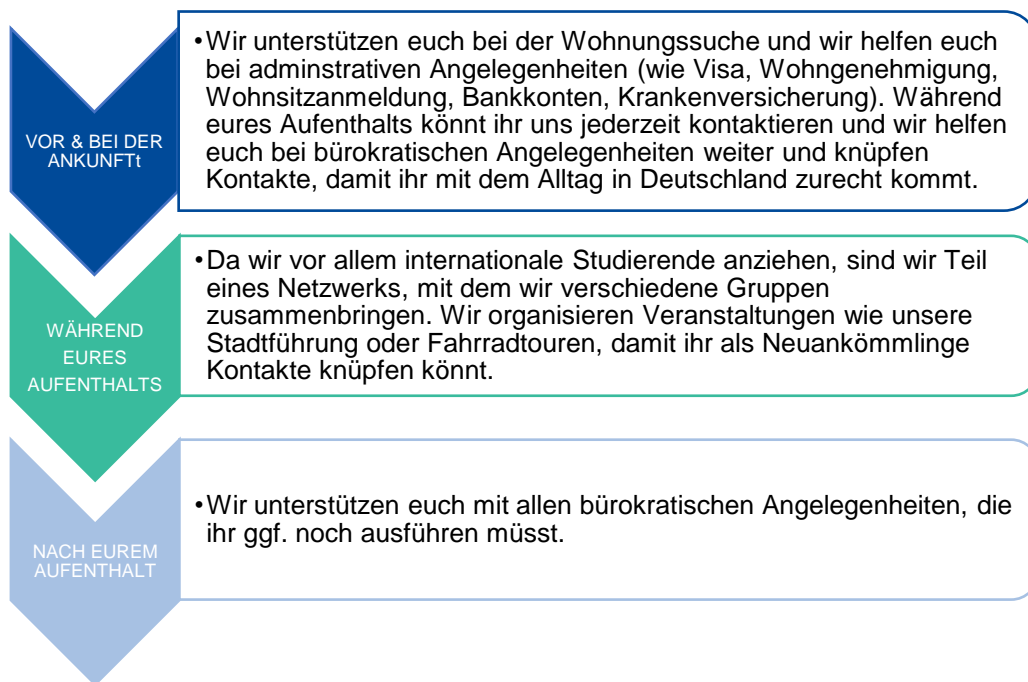 VOR & BEI DER
ANKUNFTt
•Wir unterstützen euch bei der Wohnungssuche und wir helfen euch
bei adminstrativen Angelegenheiten (wie Visa, Wohngenehmigung,
Wohnsitzanmeldung, Bankkonten, Krankenversicherung). Während
eures Aufenthalts könnt ihr uns jederzeit kontaktieren und wir helfen
euch bei bürokratischen Angelegenheiten weiter und knüpfen
Kontakte, damit ihr mit dem Alltag in Deutschland zurecht kommt.
WÄHREND
EURES
AUFENTHALTS
•Da wir vor allem internationale Studierende anziehen, sind wir Teil
eines Netzwerks, mit dem wir verschiedene Gruppen
zusammenbringen. Wir organisieren Veranstaltungen wie unsere
Stadtführung oder Fahrradtouren, damit ihr als Neuankömmlinge
Kontakte knüpfen könnt.
NACH EUREM
AUFENTHALT
•Wir unterstützen euch mit allen bürokratischen Angelegenheiten, die
ihr ggf. noch ausführen müsst.